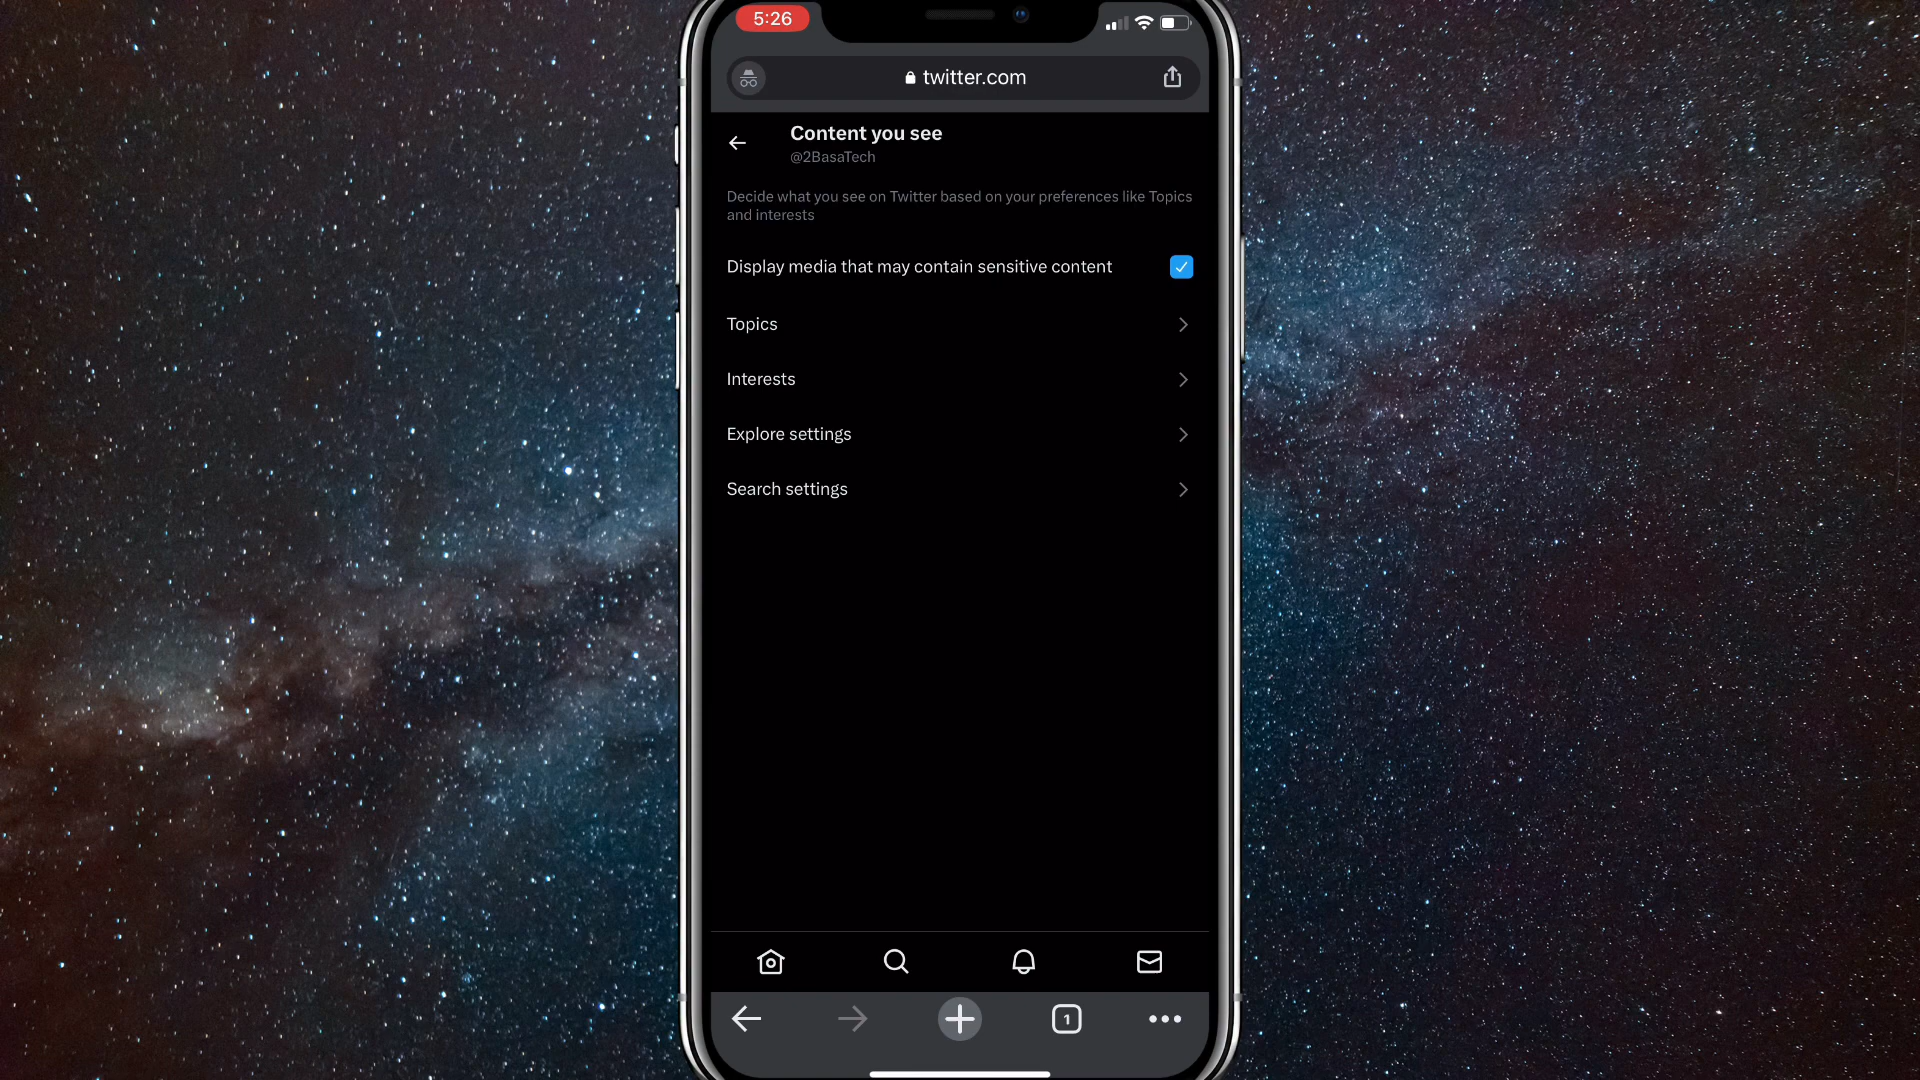 5:26
twitter.com
Content you see
@2BasaTech
Decide what you see on Twitter based on your preferences like Topics
and interests
Display media that may contain sensitive content
Topics
Interests
Explore settings
Search settings
1